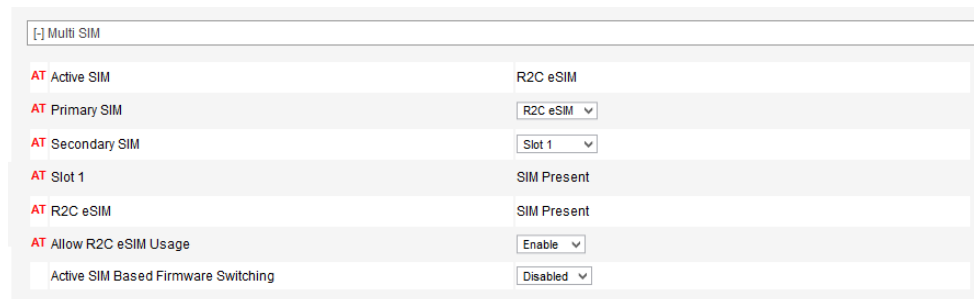 [-] Multi SIM
AT Active SIM R2C eSIM
AT Primary SIM R2C eSIM
AT Secondary SIM Slot 1
AT Slot 1 SIM Present
AT R2C eSIM SIM Present
AT Allow R2C eSIM Usage Enable
Active SIM Based Firmware Switching Disabled